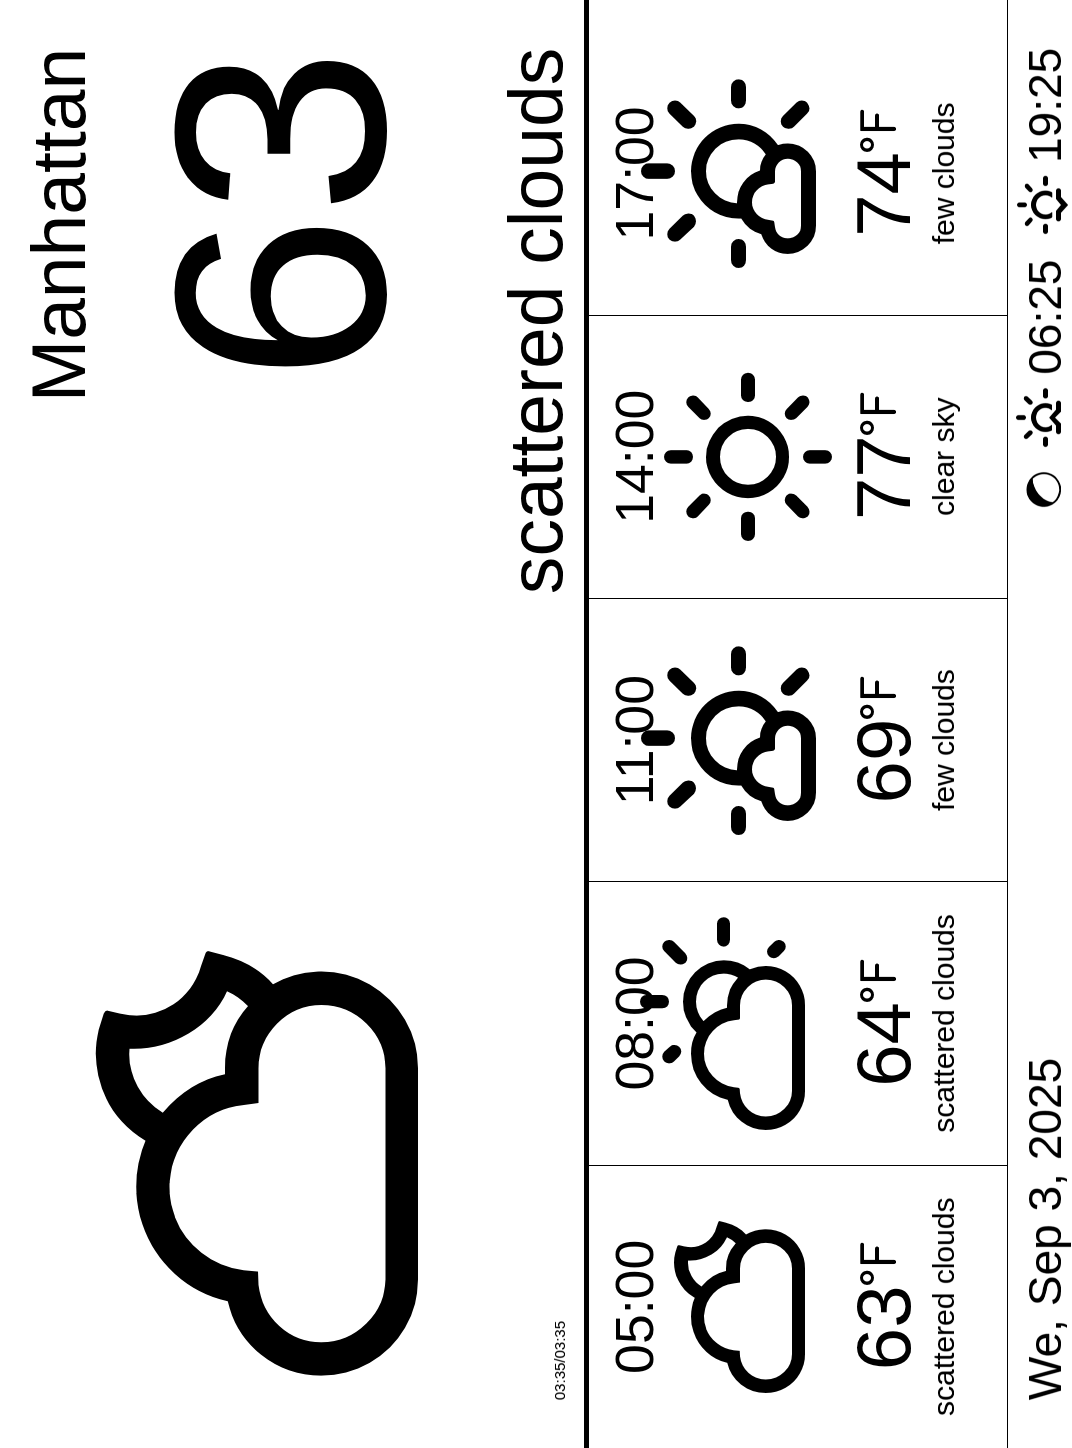 Manhattan
63
scattered clouds
03:35/03:35
05:00
63°F
scattered clouds
08:00
64°F
scattered clouds
11:00
69°F
few clouds
14:00
77°F
clear sky
17:00
74°F
few clouds
We, Sep 3, 2025
06:25
19:25